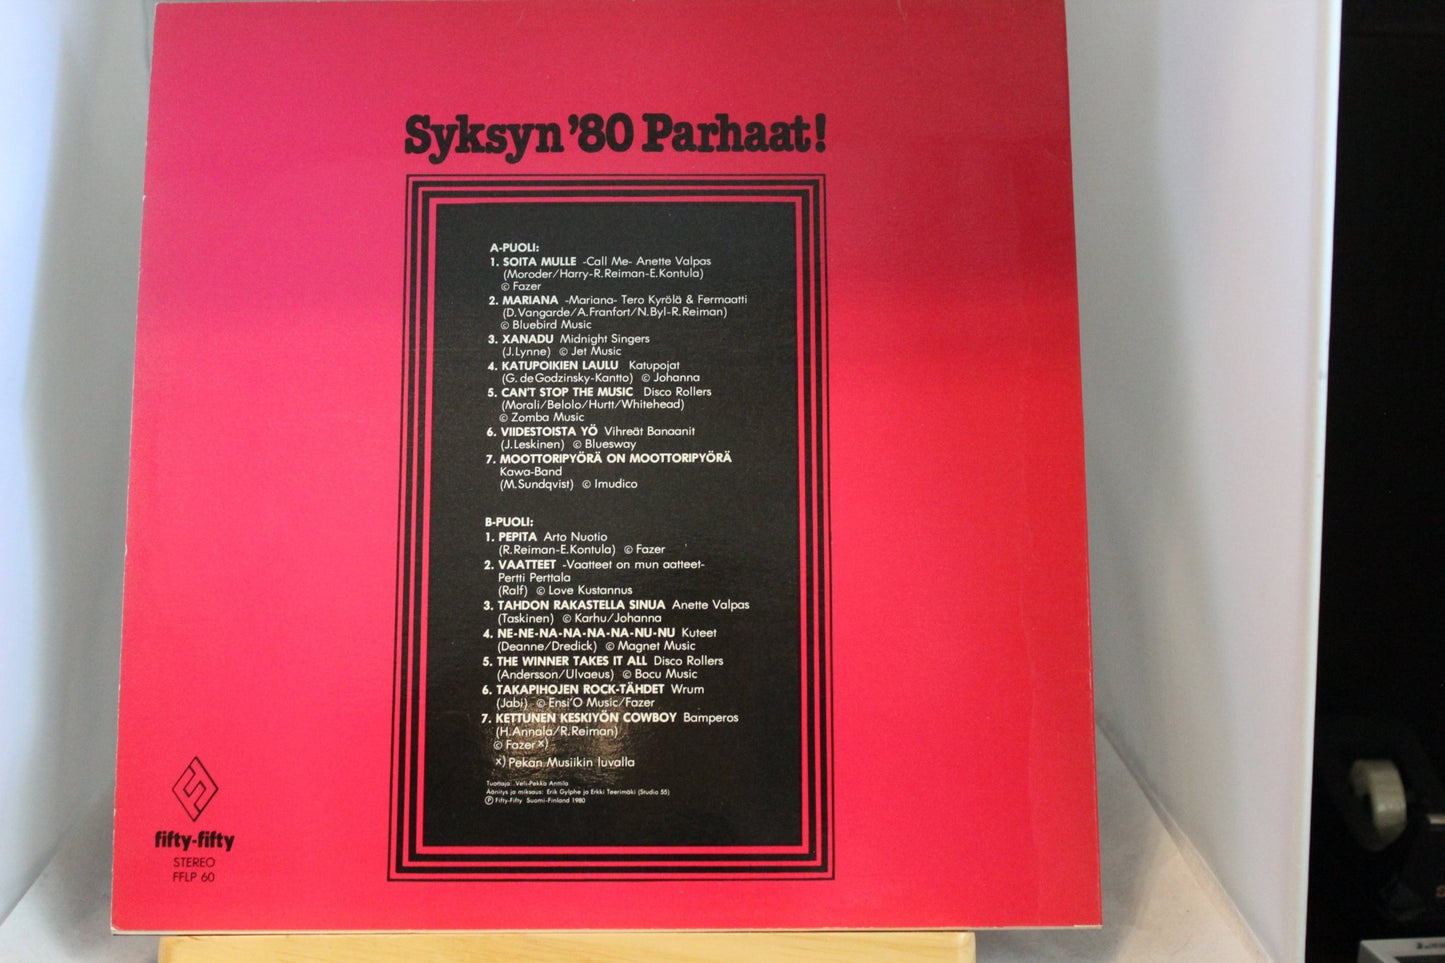 Syksyn '80 Parhaat!
A-PUOLI:
1. SOITA MULLE -Call Me- Anette Valpas
(Moroder/Harry-R.Reiman-E.Kontula)
© Fazer
2. MARIANA -Mariana- Tero Kyrölä & Fermaatti
(D.Vangarde/A.Franfort/N.Byl-R.Reiman)
© Bluebird Music
3. XANADU Midnight Singers
(J.Lynne) © Jet Music
4. KATUPOIKIEN LAULU Katupojat
(G. de Godzinsky-Kantto) © Johanna
5. CAN'T STOP THE MUSIC Disco Rollers
(Morali/Belolo/Hurtt/Whitehead)
© Zomba Music
6. VIIDESTOISTA YÖ Vihreät Banaanit
(J.Leskinen) © Bluesway
7. MOOTTORIPYÖRÄ ON MOOTTORIPYÖRÄ
Kawa-Band
(M.Sundqvist) © Imudico
B-PUOLI:
1. PEPITA Arto Nuotio
(R.Reiman-E.Kontula) © Fazer
2. VAATTEET -Vaatteet on mun aatteet-
Pertti Perttala
(Ralf) © Love Kustannus
3. TAHDON RAKASTELLA SINUA Anette Valpas
(Taskinen) © Karhu/Johanna
4. NE-NE-NA-NA-NA-NA-NU-NU Kuteet
(Deanne/Dredick) © Magnet Music
5. THE WINNER TAKES IT ALL Disco Rollers
(Andersson/Ulvaeus) © Bocu Music
6. TAKAPIHOJEN ROCK-TÄHDET Wrum
(Jabi) © Ensi'O Music/Fazer
7. KETTUNEN KESKIYÖN COWBOY Bamperos
(H.Annala/R.Reiman)
© Fazer x)
x) Pekan Musiikin luvalla
Tuottaja: Veli-Pekka Anttila
Äänitys ja miksaus: Erik Gylphe ja Erkki Teerimäki (Studio 55)
℗ Fifty-Fifty Suomi-Finland 1980
fifty-fifty
STEREO
FFLP 60